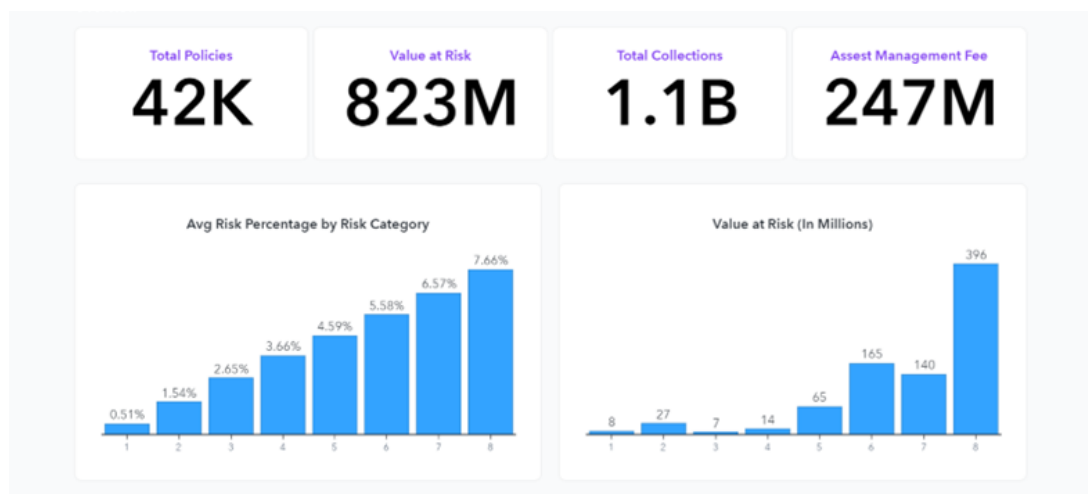 Total Policies
42K
Value at Risk
823M
Total Collections
1.1B
Assest Management Fee
247M
Avg Risk Percentage by Risk Category
0.51%
1.54%
2.65%
3.66%
4.59%
5.58%
6.57%
7.66%
1 2 3 4 5 6 7 8
Value at Risk (In Millions)
8
27
7
14
65
165
140
396
1 2 3 4 5 6 7 8